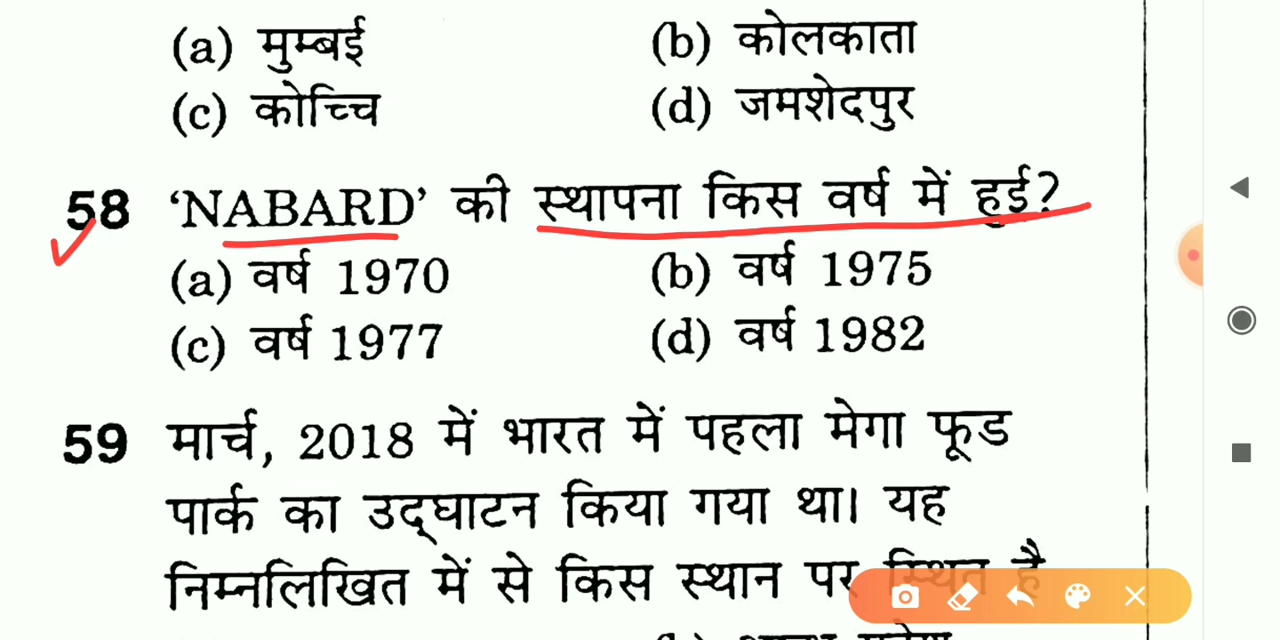 (a) मुम्बई (b) कोलकाता
(c) कोच्चि (d) जमशेदपुर
58 ‘NABARD’ की स्थापना किस वर्ष में हुई?
(a) वर्ष 1970 (b) वर्ष 1975
(c) वर्ष 1977 (d) वर्ष 1982
59 मार्च, 2018 में भारत में पहला मेगा फूड
पार्क का उद्घाटन किया गया था। यह
निम्नलिखित में से किस स्थान पर स्थित है